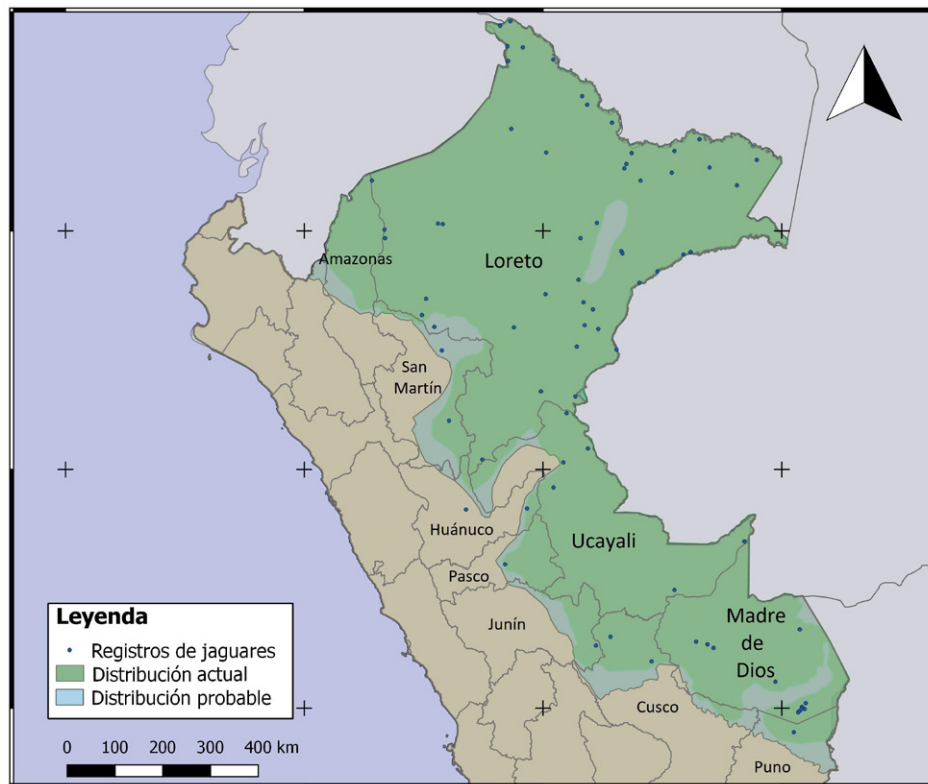 Amazonas
Loreto
San
Martín
Huánuco
Ucayali
Pasco
Junín
Madre
de
Dios
Cusco
Puno
Leyenda
Registros de jaguares
Distribución actual
Distribución probable
0 100 200 300 400 km